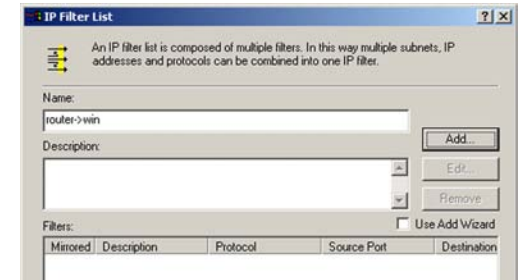 IP Filter List
An IP filter list is composed of multiple filters. In this way multiple subnets, IP
addresses and protocols can be combined into one IP filter.
Name:
router->win
Add...
Description:
Edit...
Remove
Filters:
Use Add Wizard
Mirrored Description Protocol Source Port Destination